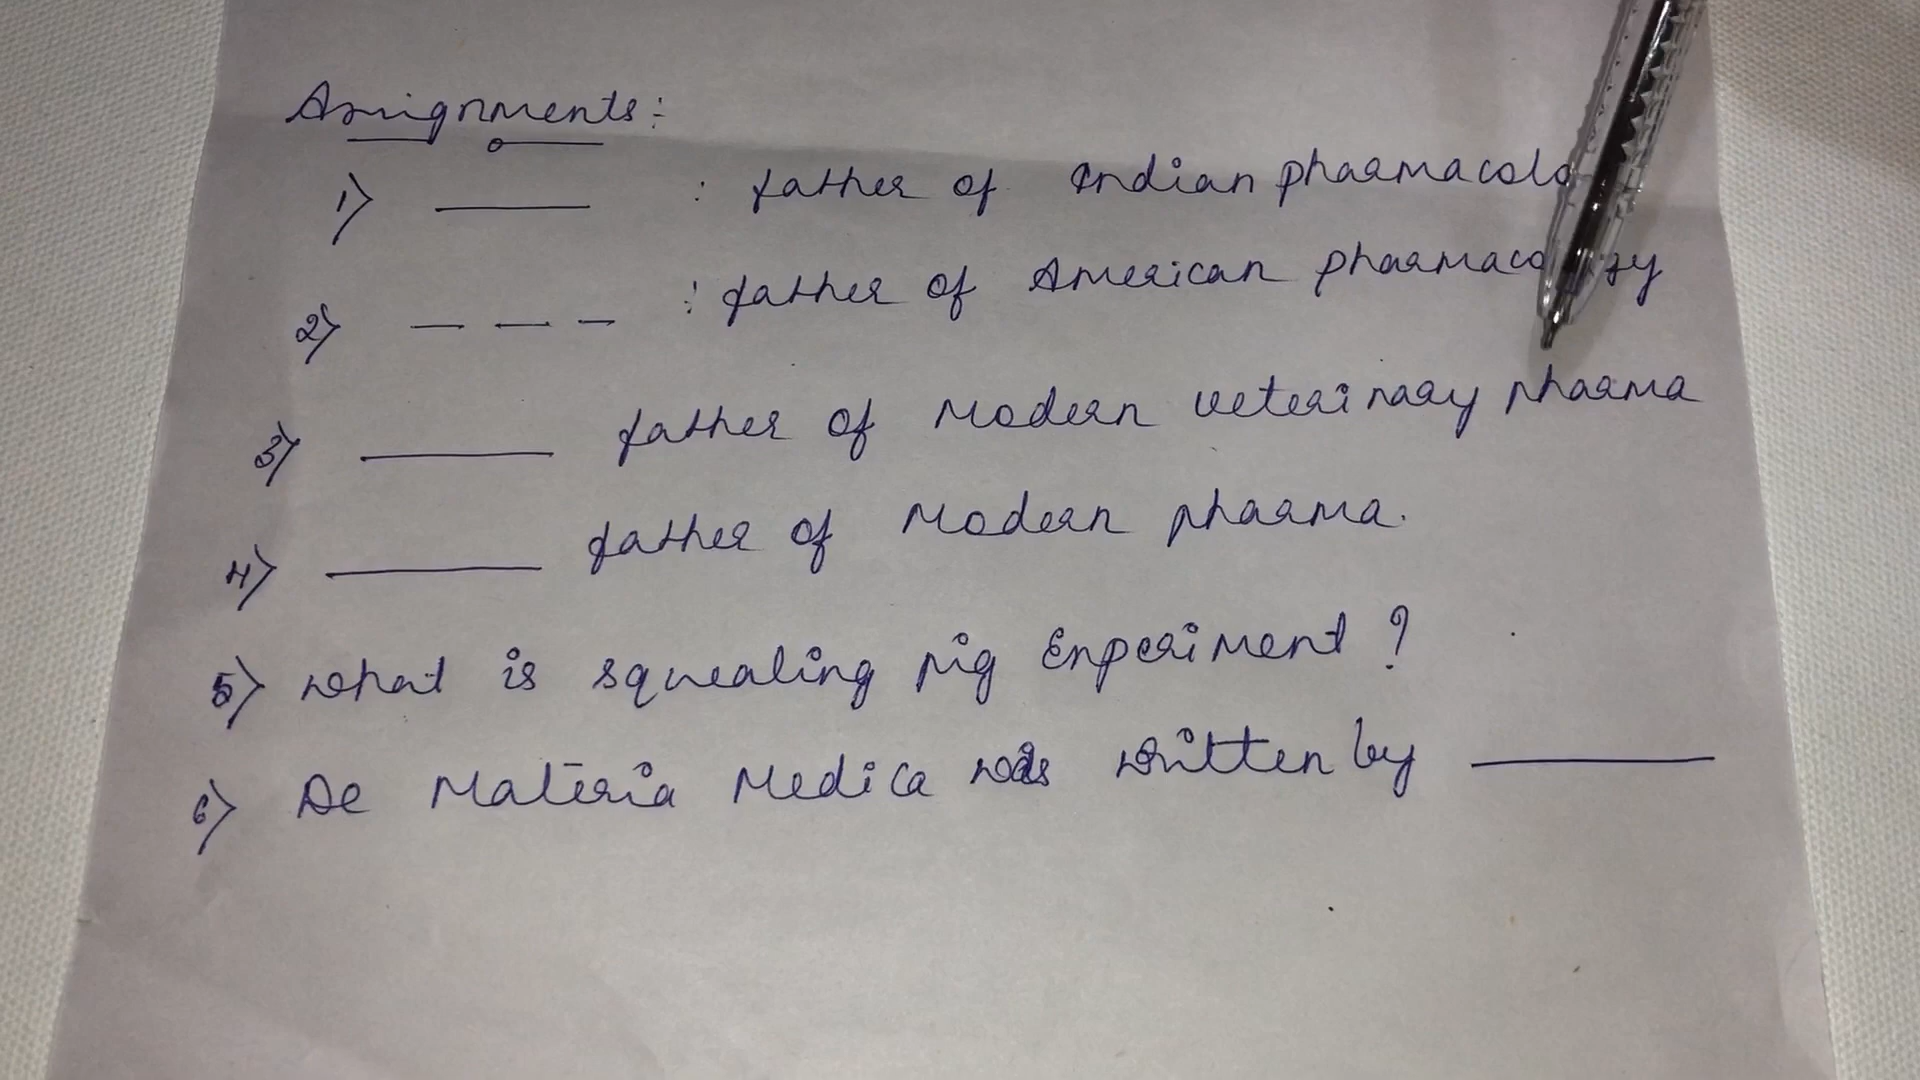 Assignments:
1) ______ : father of Indian pharmacolo
2) _ _ _ : father of American pharmaco gy
3) ______ father of Modern veterinary pharma
4) ______ father of Modern pharma.
5) what is squealing pig Experiment ?
6) De Materia Medica was written by ______